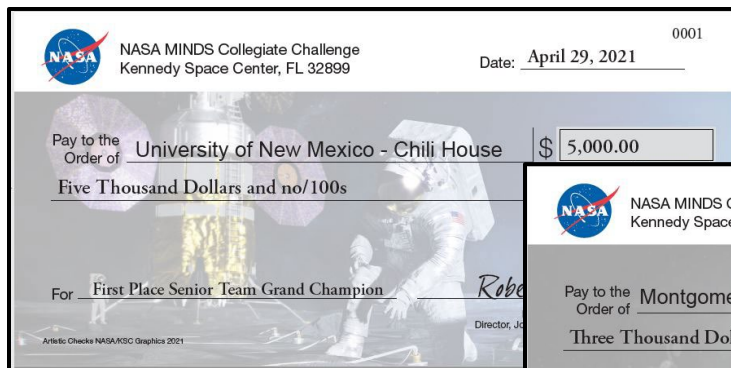 0001
NASA
NASA MINDS Collegiate Challenge
Kennedy Space Center, FL 32899
Date: April 29, 2021
Pay to the
Order of University of New Mexico - Chili House $ 5,000.00
Five Thousand Dollars and no/100s
For First Place Senior Team Grand Champion
Director,
Artistic Checks NASA/KSC Graphics 2021
NASA
NASA MINDS
Kennedy Space
Pay to the
Order of
Three Thousand